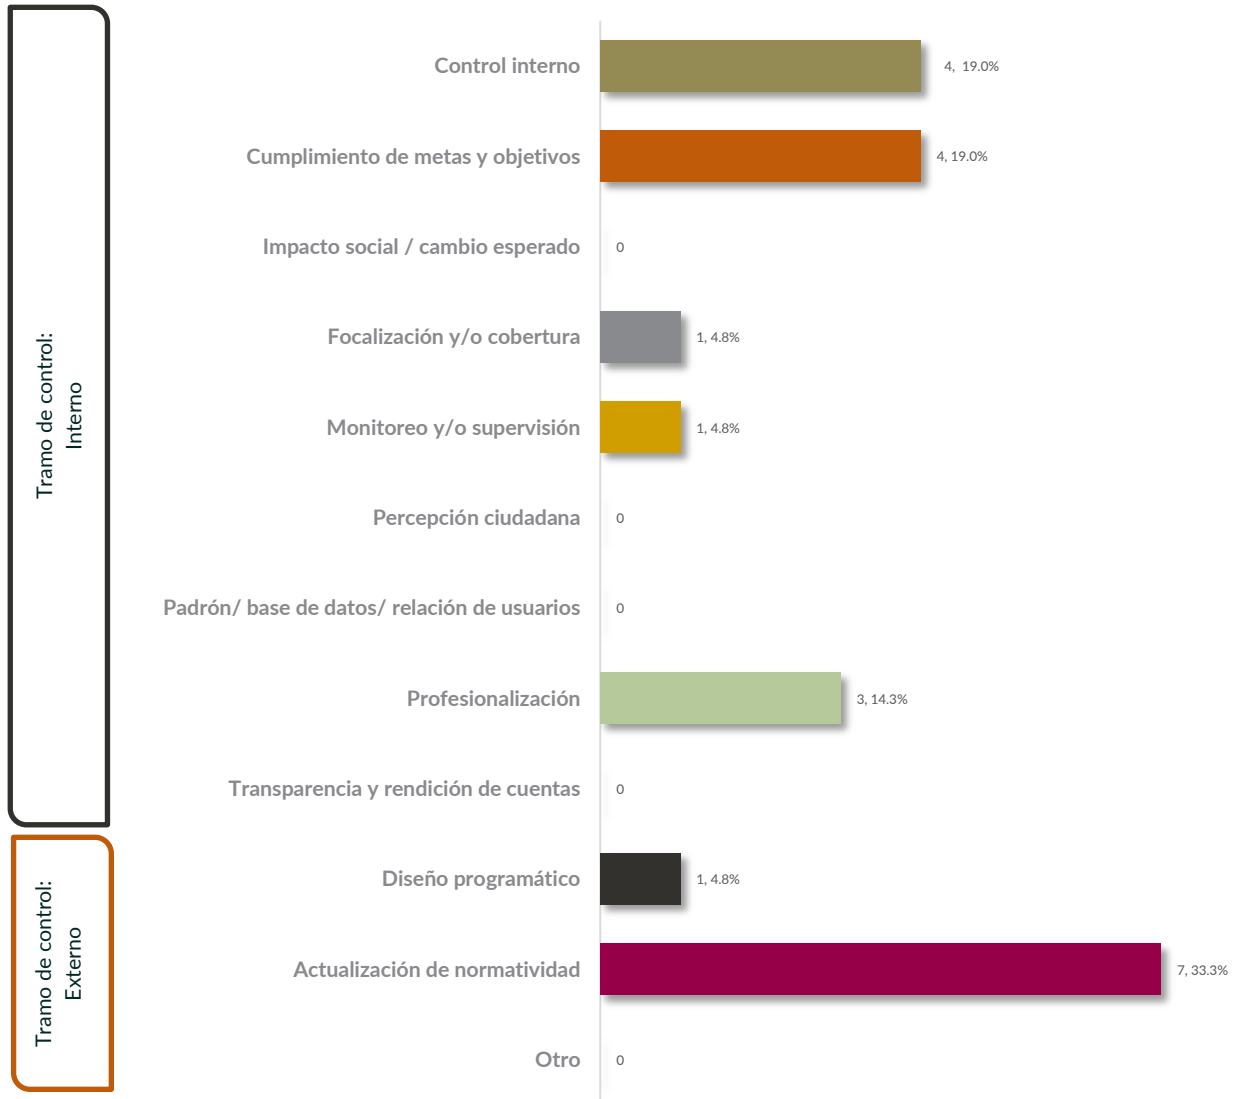 Tramo de control:
Interno
Control interno
4,  19.0%
Cumplimiento de metas y objetivos
4, 19.0%
Impacto social / cambio esperado
0
Focalización y/o cobertura
1, 4.8%
Monitoreo y/o supervisión
1, 4.8%
Percepción ciudadana
0
Padrón/ base de datos/ relación de usuarios
0
Profesionalización
3, 14.3%
Transparencia y rendición de cuentas
0
Tramo de control:
Externo
Diseño programático
1, 4.8%
Actualización de normatividad
7, 33.3%
Otro
0